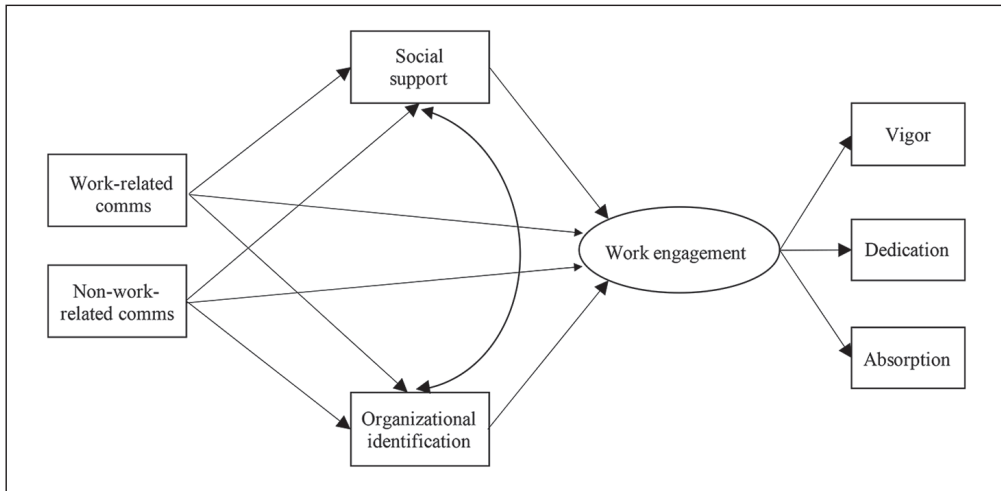 Social
support
Work-related
comms
Non-work-
related comms
Organizational
identification
Work engagement
Vigor
Dedication
Absorption